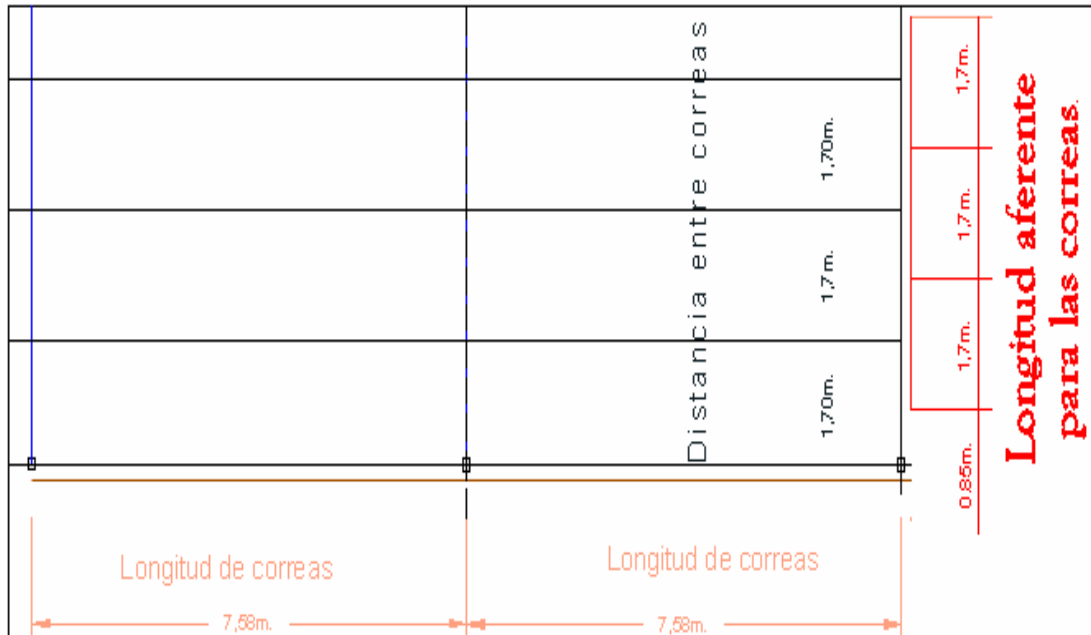 Distancia entre correas
1,70m.
1,7m.
1,70m.
1,7m.
1,7m.
1,7m.
0.85m.
Longitud aferente
para las correas.
Longitud de correas
Longitud de correas
7,58m.
7,58m.